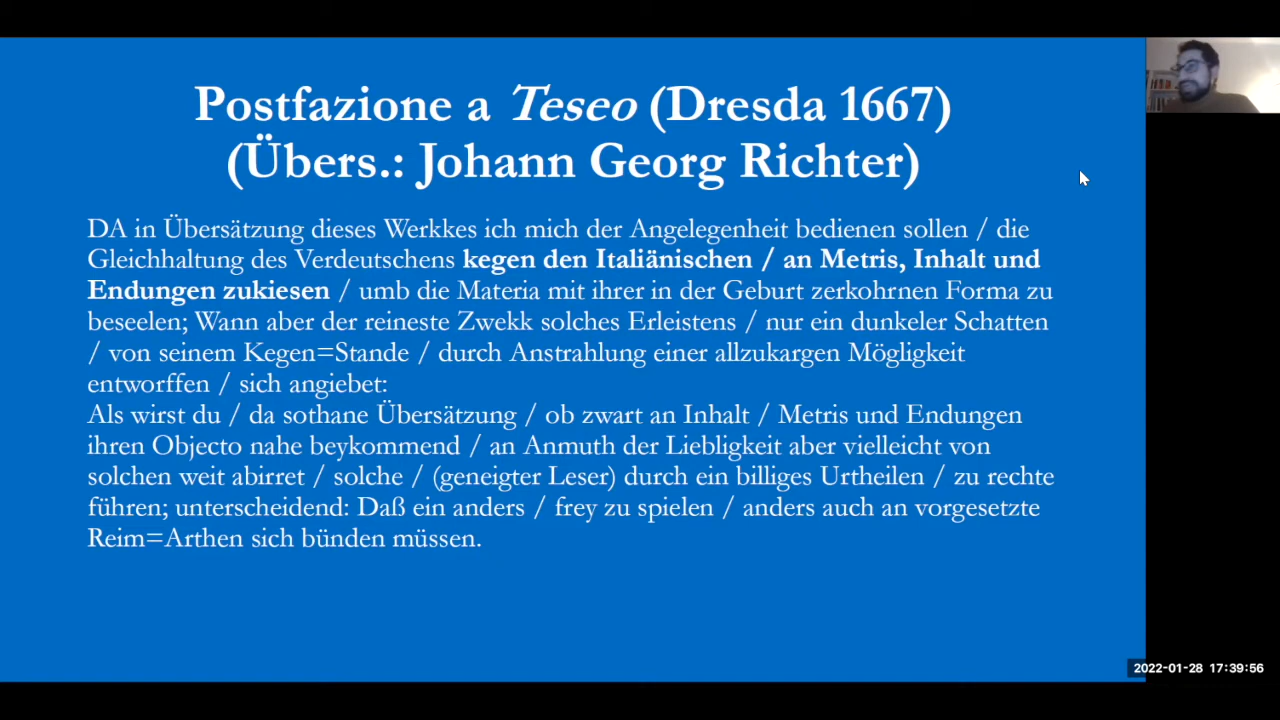 Postfazione a Teseo (Dresda 1667)
(Übers.: Johann Georg Richter)
DA in Übersätzung dieses Werkkes ich mich der Angelegenheit bedienen sollen / die
Gleichhaltung des Verdeutschens kegen den Italiänischen / an Metris, Inhalt und
Endungen zukiesen / umb die Materia mit ihrer in der Geburt zerkohrnen Forma zu
beseelen; Wann aber der reineste Zwekk solches Erleistens / nur ein dunkeler Schatten
/ von seinem Kegen=Stande / durch Anstrahlung einer allzukargen Mögligkeit
entworffen / sich angiebet:
Als wirst du / da sothane Übersätzung / ob zwart an Inhalt / Metris und Endungen
ihren Objecto nahe beykommend / an Anmuth der Liebligkeit aber vielleicht von
solchen weit abirret / solche / (geneigter Leser) durch ein billiges Urtheilen / zu rechte
führen; unterscheidend: Daß ein anders / frey zu spielen / anders auch an vorgesetzte
Reim=Arthen sich bünden müssen.
2022-01-28 17:39:56